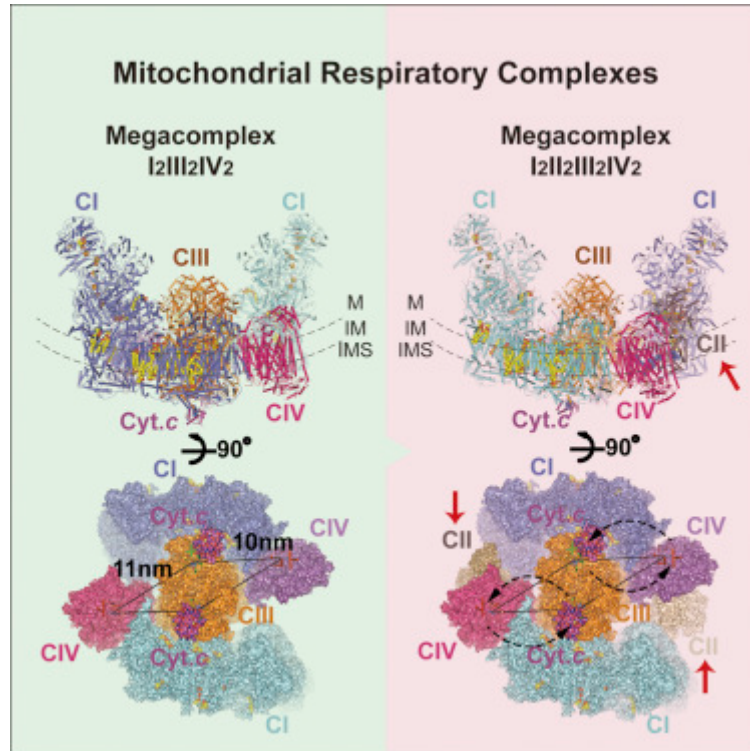 Mitochondrial Respiratory Complexes
Megacomplex
I2III2IV2
CI
CI
CIII
M
IM
IMS
Cyt.c
CIV
90°
CI
Cyt.c
CIV
10nm
11nm
CIII
CIV
Cyt.c
CI
Megacomplex
I2II2III2IV2
CI
CI
CIII
M
IM
IMS
CII
Cyt.c
CIV
90°
CI
Cyt.c
CIV
CII
CIII
CIV
Cyt.c
CII
CI